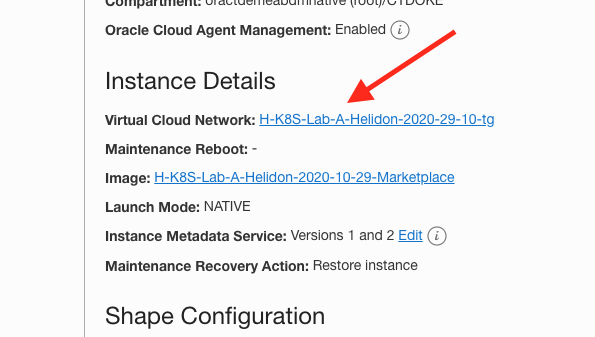 Compartment: oractdemeabdmnative (root)/CTDOKE
Oracle Cloud Agent Management: Enabled i
Instance Details
Virtual Cloud Network: H-K8S-Lab-A-Helidon-2020-29-10-tg
Maintenance Reboot: -
Image: H-K8S-Lab-A-Helidon-2020-10-29-Marketplace
Launch Mode: NATIVE
Instance Metadata Service: Versions 1 and 2 Edit i
Maintenance Recovery Action: Restore instance
Shape Configuration